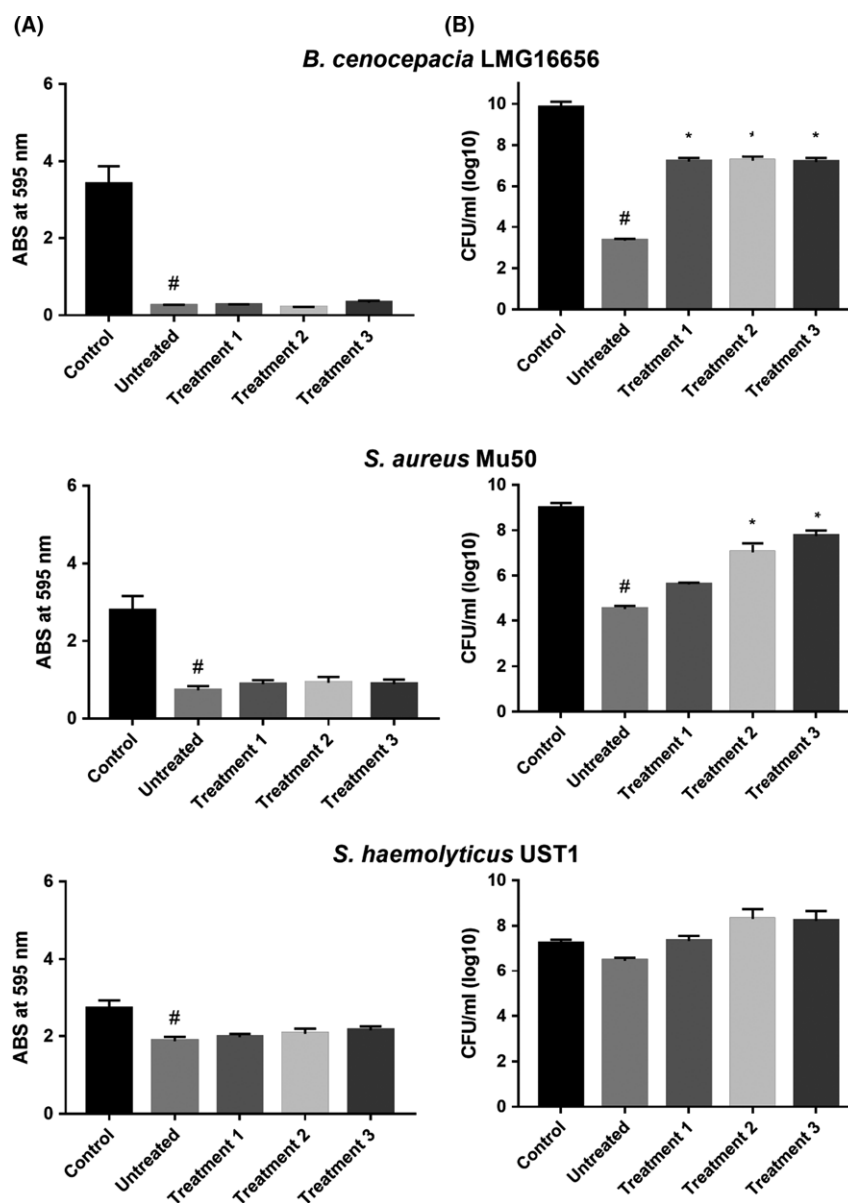 (A)
(B)
B. cenocepacia LMG16656
6
4
2
0
ABS at 595 nm
#
Control
Untreated
Treatment 1
Treatment 2
Treatment 3
10
8
6
4
2
0
CFU/ml (log10)
#
*
*
*
Control
Untreated
Treatment 1
Treatment 2
Treatment 3
S. aureus Mu50
6
4
2
0
ABS at 595 nm
#
Control
Untreated
Treatment 1
Treatment 2
Treatment 3
10
8
6
4
2
0
CFU/ml (log10)
#
*
*
Control
Untreated
Treatment 1
Treatment 2
Treatment 3
S. haemolyticus UST1
6
4
2
0
ABS at 595 nm
#
Control
Untreated
Treatment 1
Treatment 2
Treatment 3
10
8
6
4
2
0
CFU/ml (log10)
Control
Untreated
Treatment 1
Treatment 2
Treatment 3